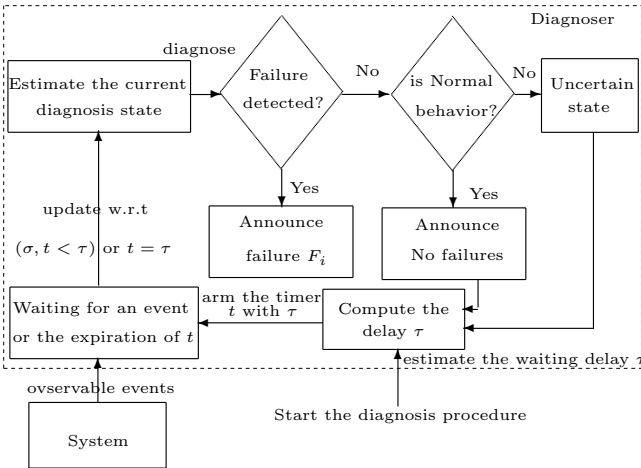 Diagnoser
diagnose
Estimate the current
diagnosis state
Failure
detected?
No
is Normal
behavior?
No
Uncertain
state
Yes
Yes
Announce
failure F_i
Announce
No failures
update w.r.t
(σ, t < τ) or t = τ
Waiting for an event
or the expiration of t
arm the timer
t with τ
Compute the
delay τ
estimate the waiting delay τ
ovservable events
Start the diagnosis procedure
System